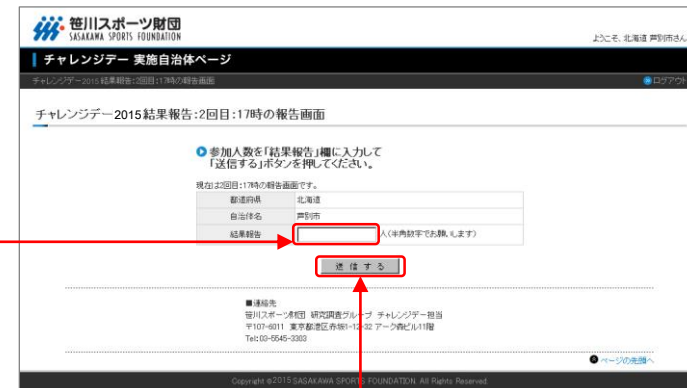 笹川スポーツ財団
SASAKAWA SPORTS FOUNDATION
ようこそ、北海道 芦別市さん
チャレンジデー 実施自治体ページ
チャレンジデー2015 結果報告:2回目:17時の報告画面
ログアウト
チャレンジデー2015結果報告:2回目:17時の報告画面
参加人数を「結果報告」欄に入力して
「送信する」ボタンを押してください。
現在は2回目:17時の報告画面です。
都道府県 北海道
自治体名 芦別市
結果報告 人(半角数字でお願いします)
送信する
■連絡先
笹川スポーツ財団 研究調査グループ チャレンジデー担当
〒107-6011 東京都港区赤坂1-12-32 アーク森ビル11階
Tel:03-5545-3303
ページの先頭へ
Copyright ©2015 SASAKAWA SPORTS FOUNDATION. All Rights Reserved.